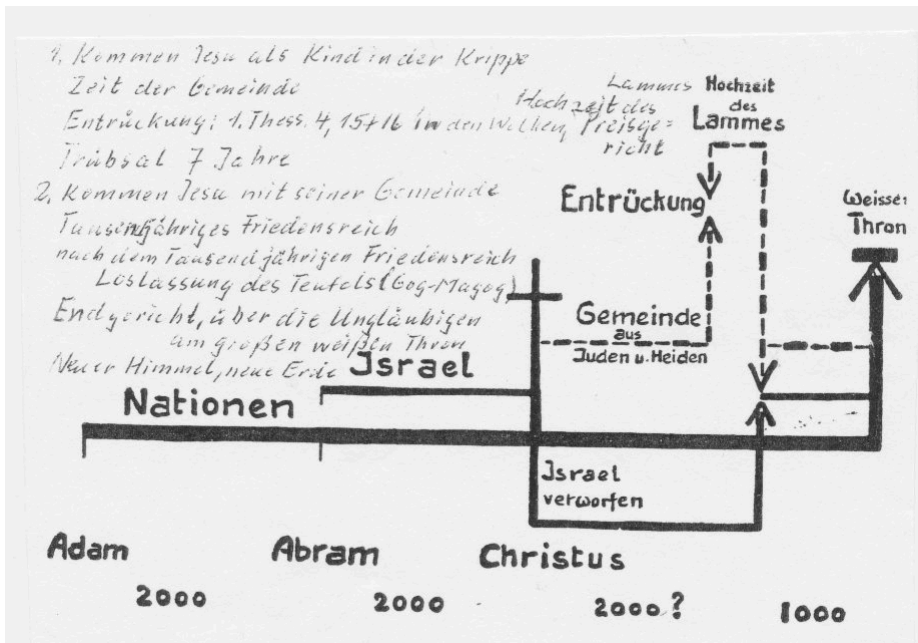 1. Kommen Jesu als Kind in der Krippe
Zeit der Gemeinde
Entrückung: 1. Thess. 4, 15+16 in den Wolken,
Hochzeit des
Lammes
Preisge=
richt
Trübsal 7 Jahre
2. Kommen Jesu mit seiner Gemeinde
Tausendjähriges Friedensreich
nach dem Tausendjährigen Friedensreich
Loslassung des Teufels (Gog-Magog)
Endgericht, über die Ungläubigen
am großen weißen Thron
Neuer Himmel, neue Erde
Hochzeit
des
Lammes
Entrückung
Weisser
Thron
Gemeinde
aus
Juden u. Heiden
Israel
Nationen
Israel
verworfen
Adam
Abram
Christus
2000
2000
2000?
1000